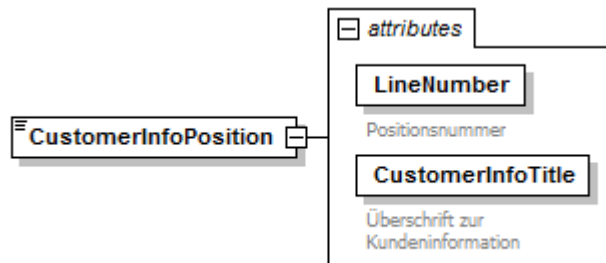 attributes
LineNumber
Positionsnummer
CustomerInfoPosition
CustomerInfoTitle
Überschrift zur
Kundeninformation